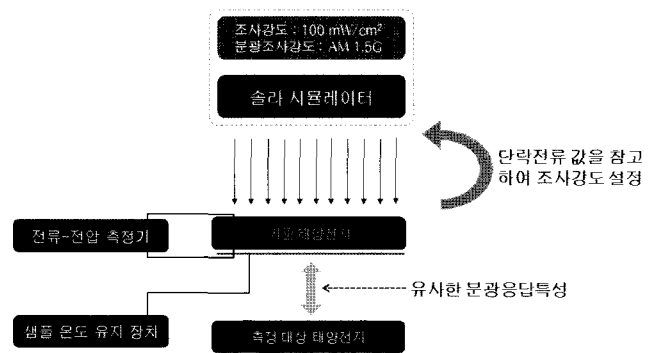 조사강도 : 100 mW/cm²
분광조사강도 : AM 1.5G
솔라 시뮬레이터
단락전류 값을 참고
하여 조사강도 설정
전류-전압 측정기
태양전지
유사한 분광응답특성
샘플 온도 유지 장치
측정 대상 태양전지